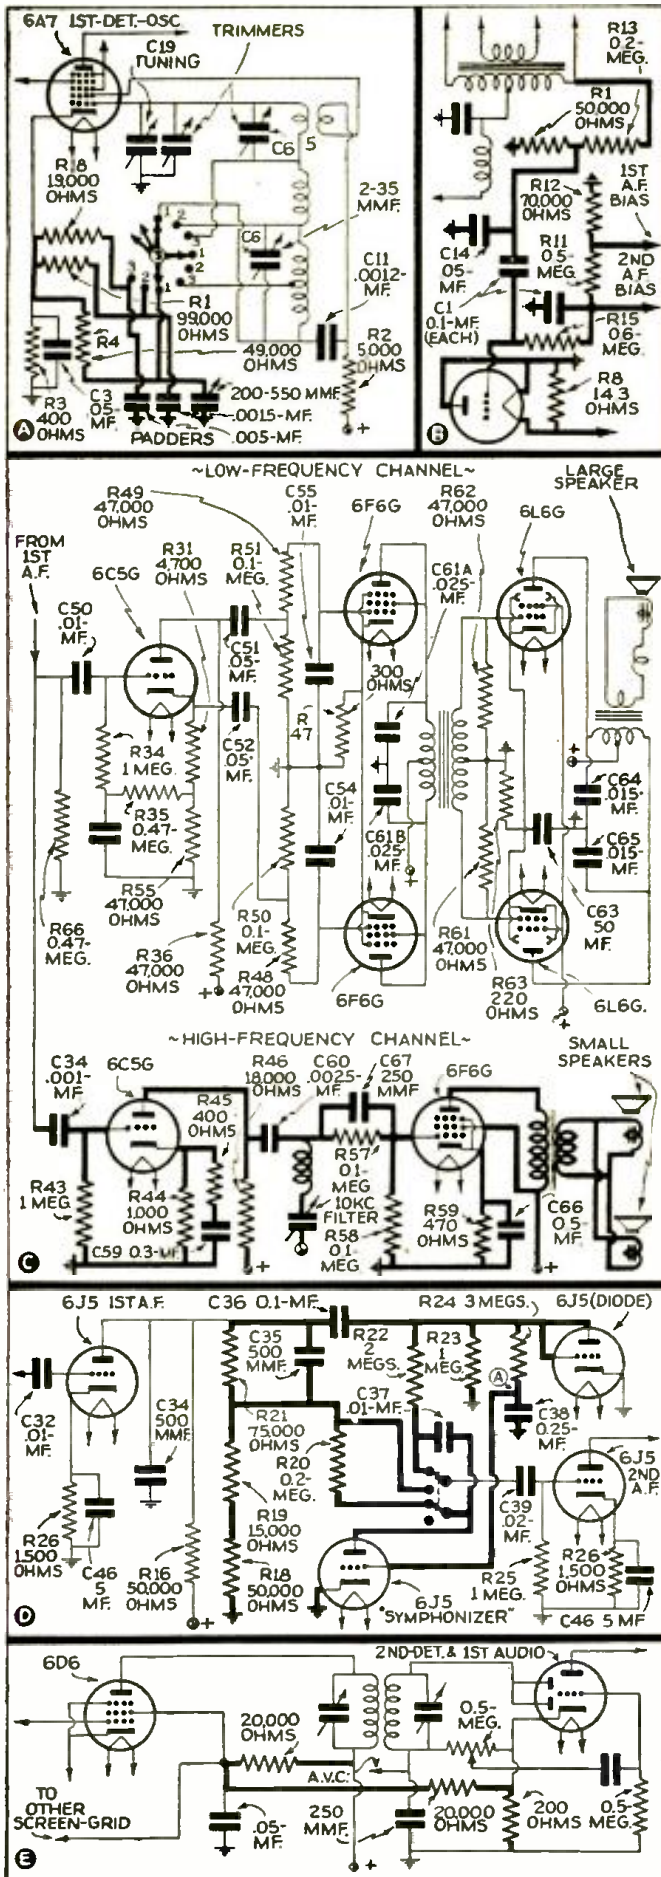 6A7 1ST-DET.-OSC
C19
TUNING
TRIMMERS
C6
5
R18
19,000
OHMS
2-35
MMF.
C6
C11
.0012-
MF.
1
2
3
3
2
1
3
2
1
R1
99,000
OHMS
R4
49,000
OHMS
R2
5,000
OHMS
R3
400
OHMS
C3
.05-
MF.
200-550 MMF.
.0015-MF.
.005-MF.
PADDERS
+
A
R13
0.2-
MEG.
R1
50,000
OHMS
R12
70,000
OHMS
1ST
A.F.
BIAS
C14
.05-
MF.
R11
0.5-
MEG.
2ND
A.F.
BIAS
C1
0.1-MF.
(EACH)
R15
0.6-
MEG.
R8
14.3
OHMS
B
~LOW-FREQUENCY CHANNEL~
LARGE
SPEAKER
FROM
1ST
A.F.
R49
47,000
OHMS
C55
.01-
MF.
6F6G
R62
47,000
OHMS
6L6G
R31
4,700
OHMS
R51
0.1-
MEG.
C61A
.025-
MF.
6C5G
C50
.01-
MF.
C51
.05-
MF.
300
OHMS
R47
C52
.05-
MF.
R34
1 MEG.
R35
0.47-
MEG.
C54
.01-
MF.
C61B
.025-
MF.
C64
.015-
MF.
C65
.015-
MF.
R55
47,000
OHMS
R66
0.47-
MEG.
R36
47,000
OHMS
R50
0.1-
MEG.
R48
47,000
OHMS
R61
47,000
OHMS
R63
220
OHMS
C63
50
MF.
6F6G
6L6G.
+
~HIGH-FREQUENCY CHANNEL~
SMALL
SPEAKERS
C34
.001-
MF.
6C5G
R45
400
OHMS
R46
18,000
OHMS
C60
.0025-
MF.
C67
250
MMF.
6F6G
R43
1 MEG.
R44
1,000
OHMS
C59 0.3-MF.
R57
0.1
MEG
10KC
FILTER
R58
0.1
MEG.
R59
470
OHMS
C66
0.5-
MF.
+
C
6J5 1ST A.F.
C36 0.1-MF.
R24 3 MEGS.
6J5 (DIODE)
C35
500
MMF.
R22
2
MEGS.
R23
1
MEG.
A
C32
.01-
MF.
C34
500
MMF.
R21
75,000
OHMS
C37
.01-MF.
C38
0.25-
MF.
R20
0.2-
MEG.
6J5
2ND
A.F.
R19
15,000
OHMS
C39
.02-
MF.
R26
1,500
OHMS
C46
5
MF.
R16
50,000
OHMS
R18
50,000
OHMS
6J5
"SYMPHONIZER"
R25
1 MEG.
R26
1,500
OHMS
C46 5 MF
+
D
6D6
2ND-DET. & 1ST AUDIO
20,000
OHMS
0.5-
MEG.
A.V.C.
TO
OTHER
SCREEN-GRID
.05-
MF.
250
MMF.
20,000
OHMS
200
OHMS
0.5-
MEG.
+
E